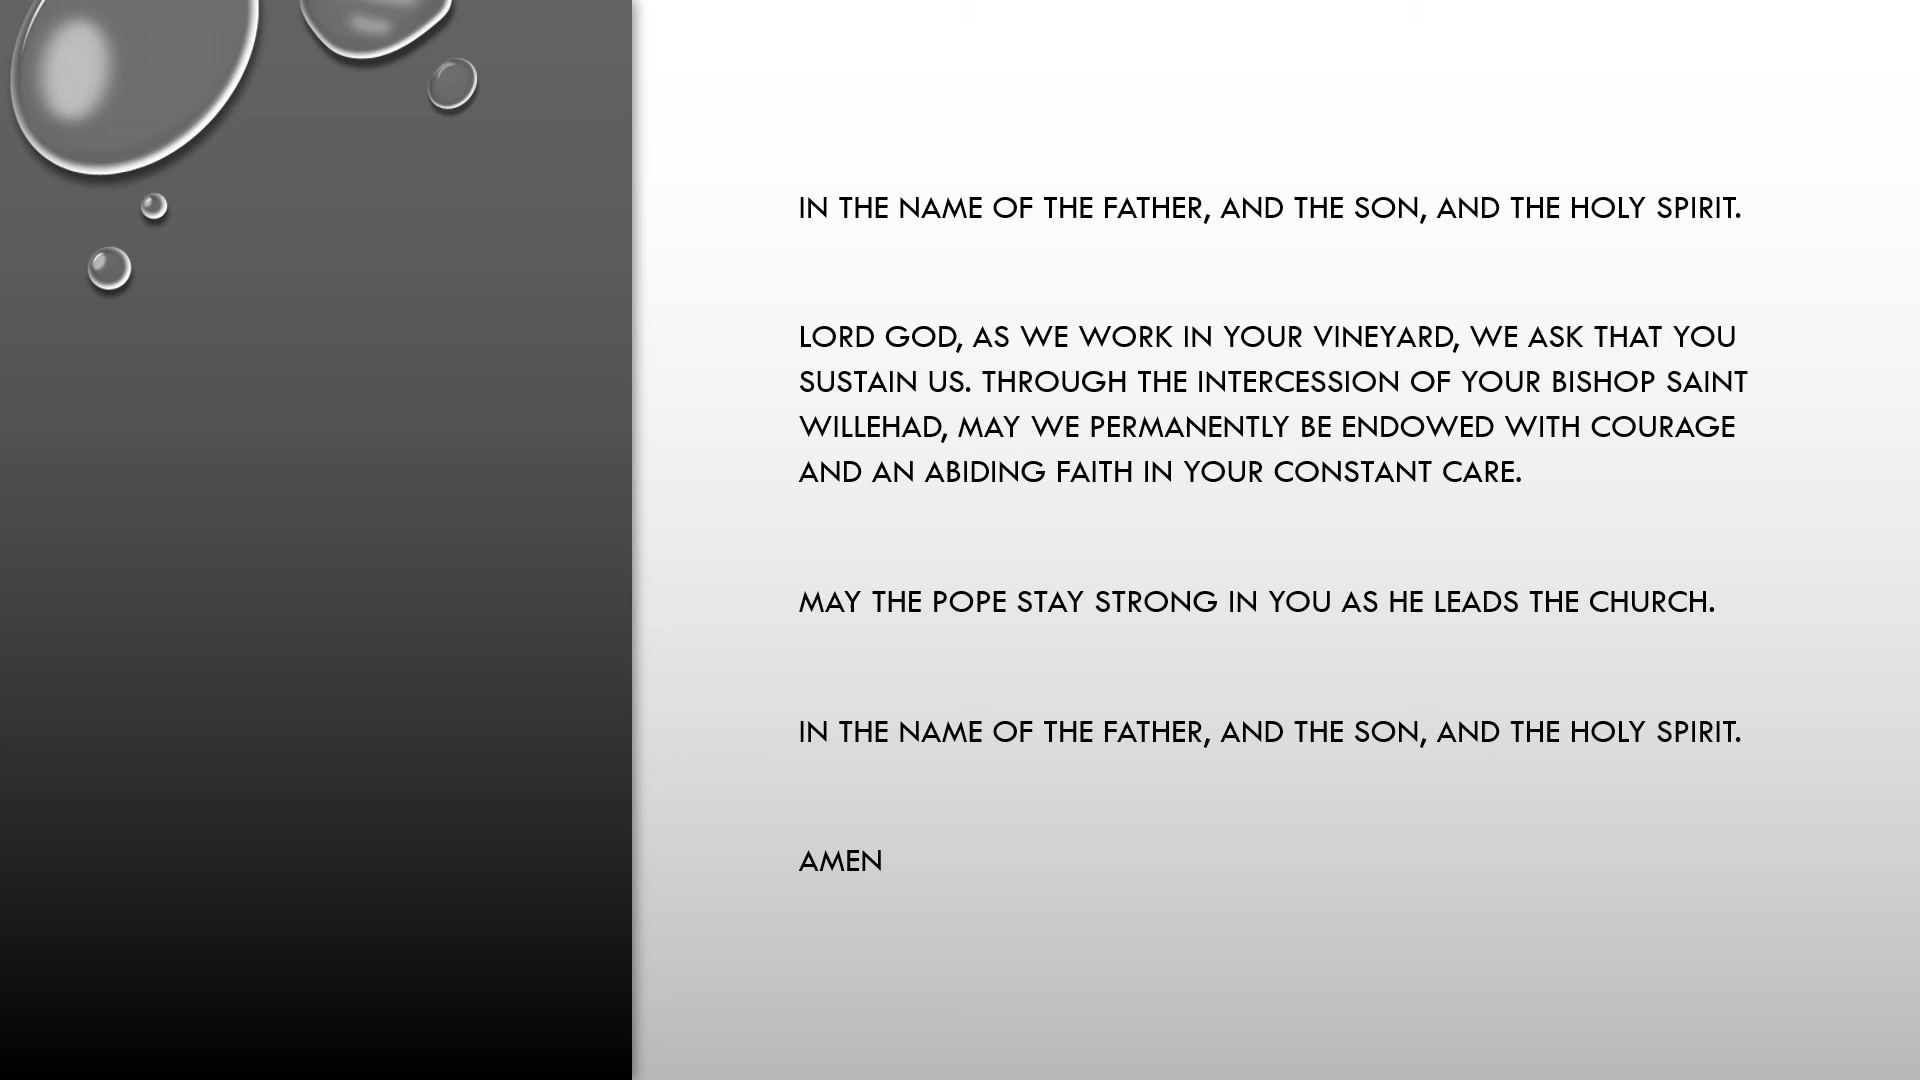 IN THE NAME OF THE FATHER, AND THE SON, AND THE HOLY SPIRIT.
LORD GOD, AS WE WORK IN YOUR VINEYARD, WE ASK THAT YOU
SUSTAIN US. THROUGH THE INTERCESSION OF YOUR BISHOP SAINT
WILLEHAD, MAY WE PERMANENTLY BE ENDOWED WITH COURAGE
AND AN ABIDING FAITH IN YOUR CONSTANT CARE.
MAY THE POPE STAY STRONG IN YOU AS HE LEADS THE CHURCH.
IN THE NAME OF THE FATHER, AND THE SON, AND THE HOLY SPIRIT.
AMEN